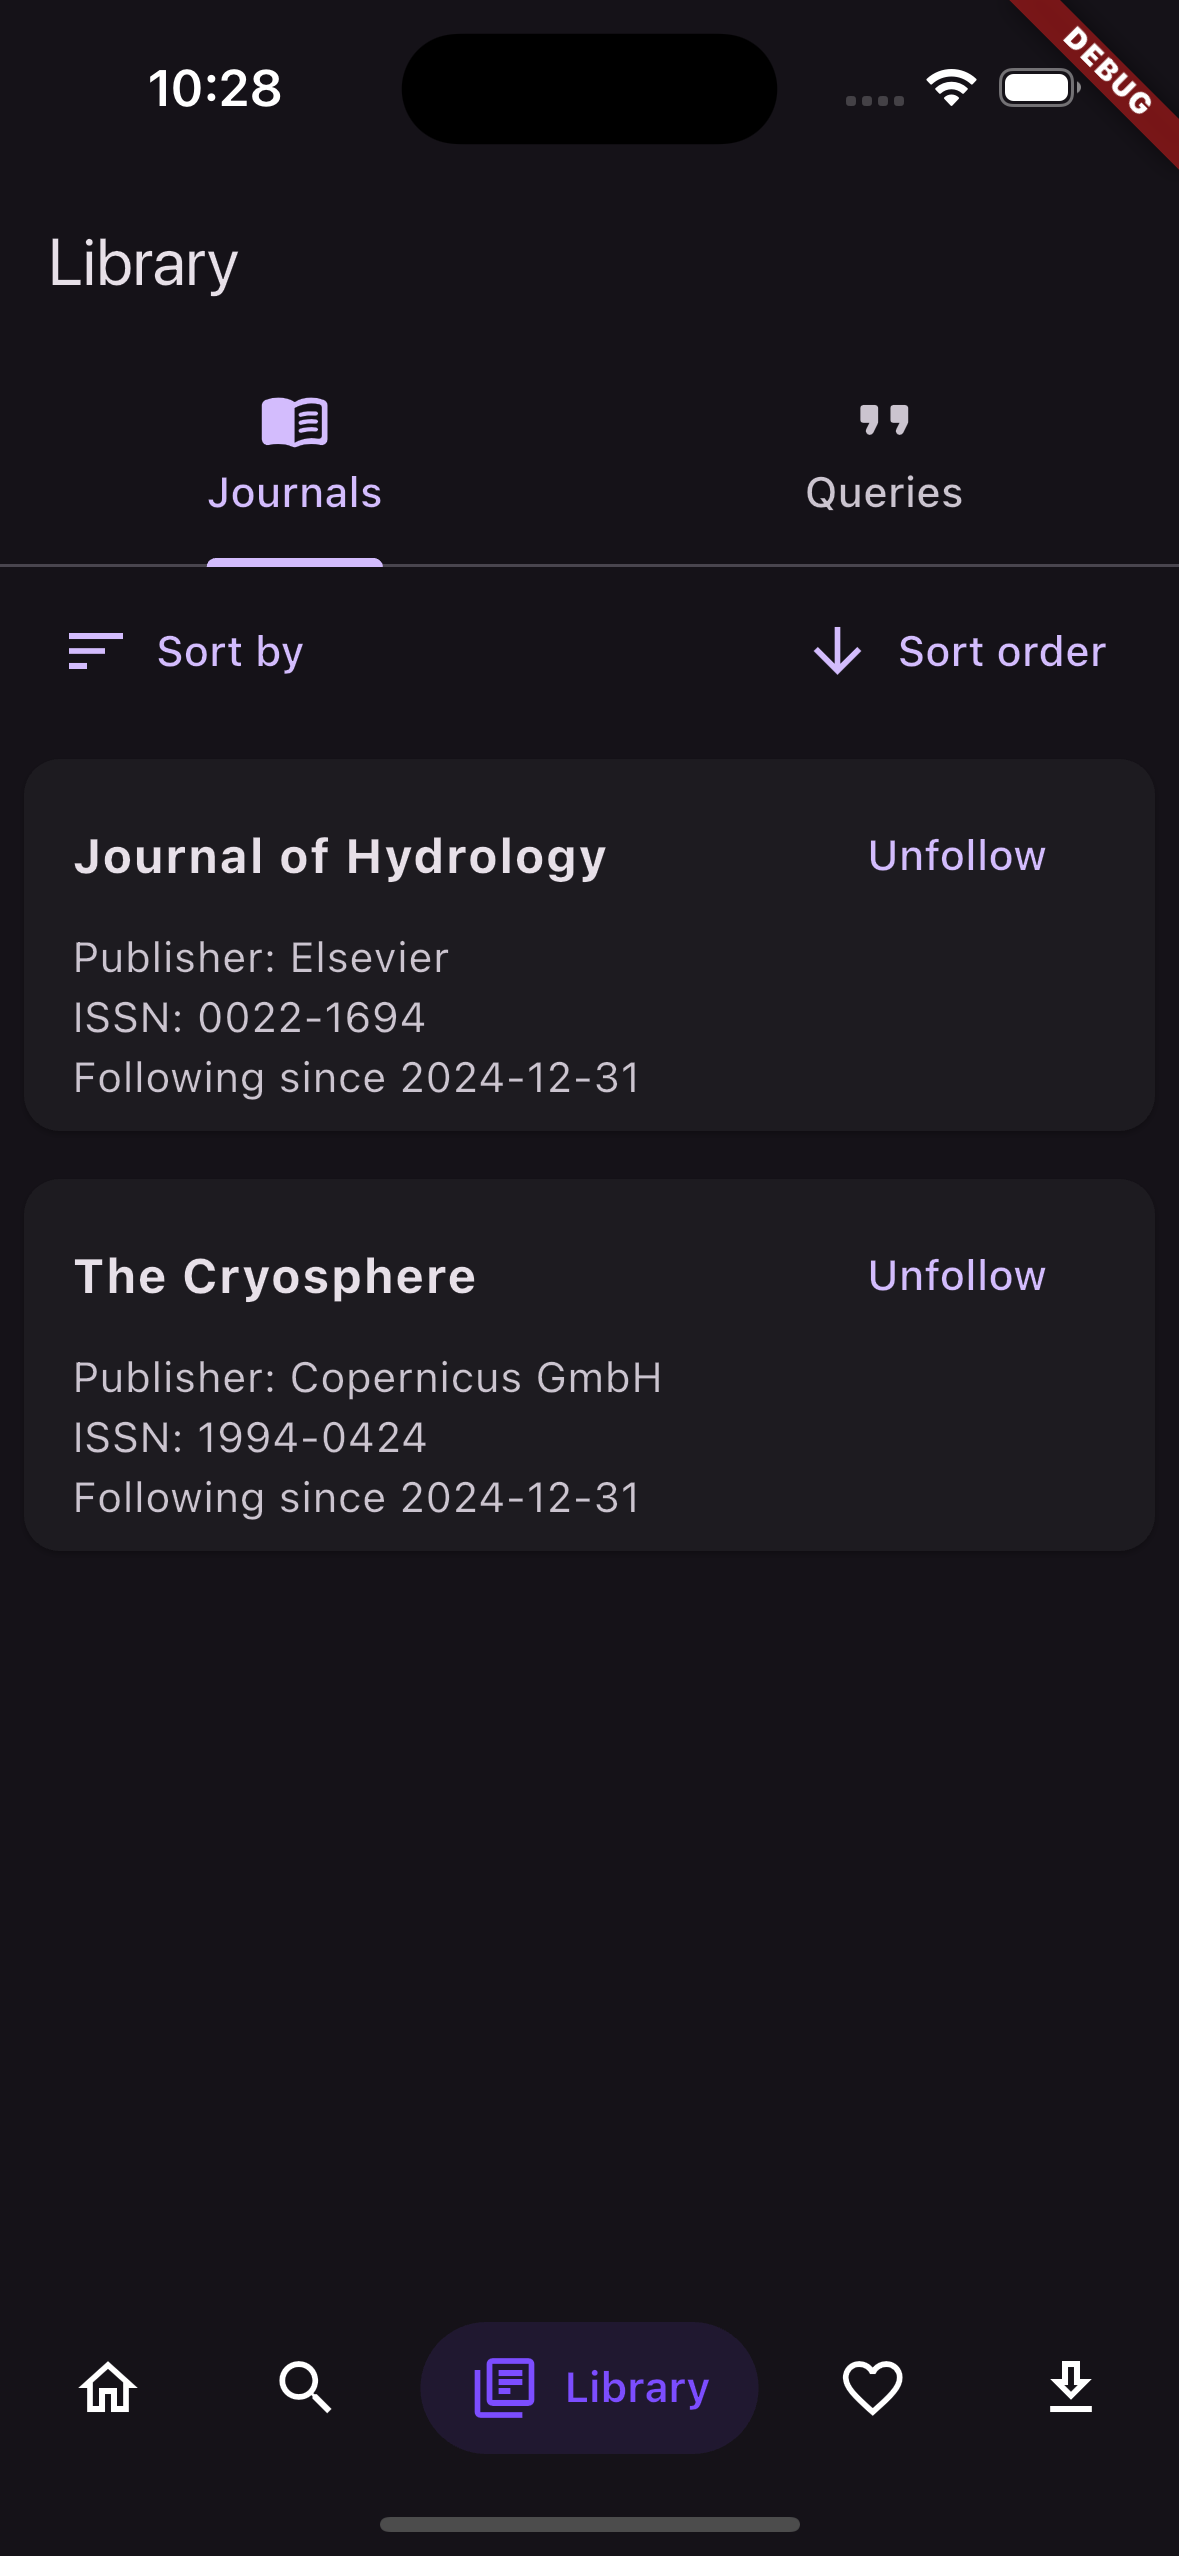 10:28
DEBUG
Library
Journals
Queries
Sort by
Sort order
Journal of Hydrology
Unfollow
Publisher: Elsevier
ISSN: 0022-1694
Following since 2024-12-31
The Cryosphere
Unfollow
Publisher: Copernicus GmbH
ISSN: 1994-0424
Following since 2024-12-31
Library